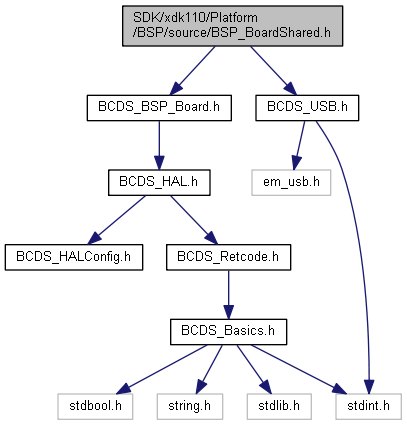 SDK/xdk110/Platform
/BSP/source/BSP_BoardShared.h
BCDS_BSP_Board.h
BCDS_USB.h
BCDS_HAL.h
em_usb.h
BCDS_HALConfig.h
BCDS_Retcode.h
BCDS_Basics.h
stdbool.h
string.h
stdlib.h
stdint.h